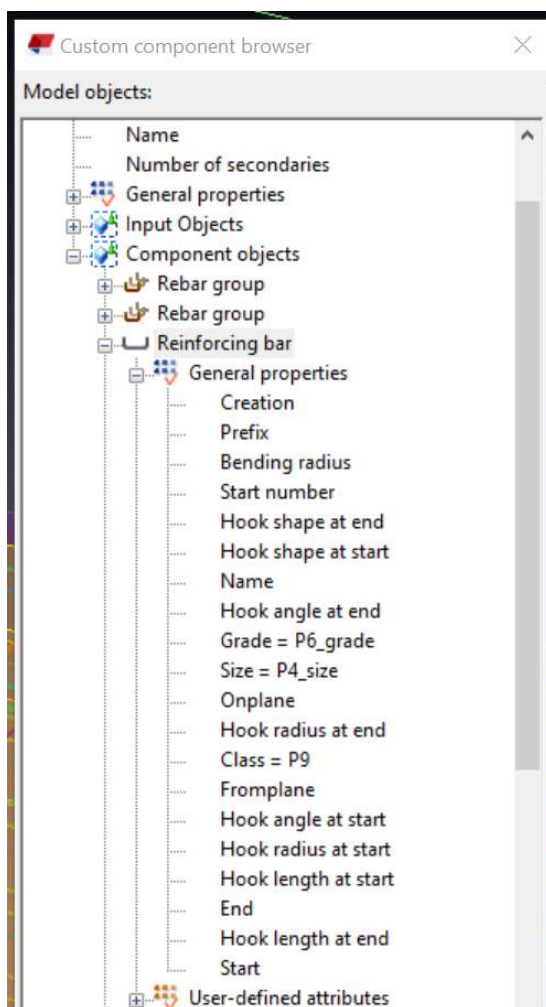 Custom component browser
Model objects:
Name
Number of secondaries
General properties
Input Objects
Component objects
Rebar group
Rebar group
Reinforcing bar
General properties
Creation
Prefix
Bending radius
Start number
Hook shape at end
Hook shape at start
Name
Hook angle at end
Grade = P6_grade
Size = P4_size
Onplane
Hook radius at end
Class = P9
Fromplane
Hook angle at start
Hook radius at start
Hook length at start
End
Hook length at end
Start
User-defined attributes